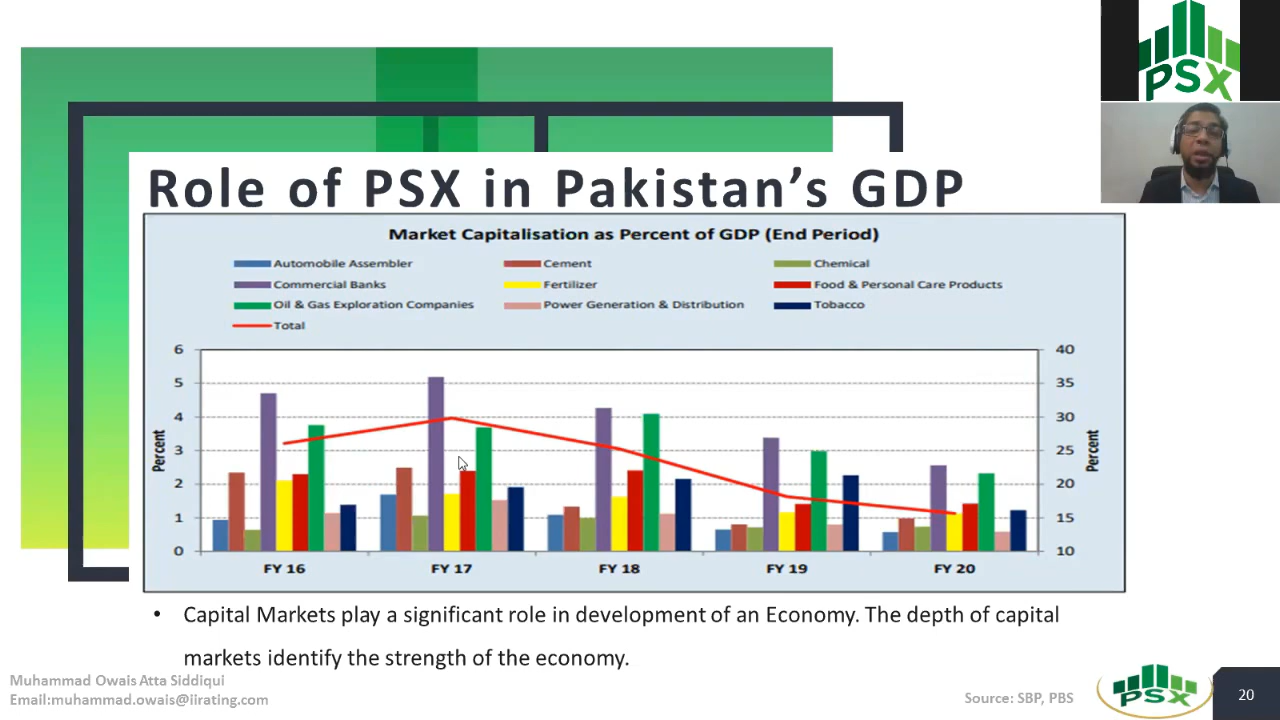 PSX
Role of PSX in Pakistan’s GDP
Market Capitalisation as Percent of GDP (End Period)
Automobile Assembler Cement Chemical
Commercial Banks Fertilizer Food & Personal Care Products
Oil & Gas Exploration Companies Power Generation & Distribution Tobacco
Total
6 40
5 35
4 30
3 25
2 20
1 15
0 10
Percent
Percent
FY 16 FY 17 FY 18 FY 19 FY 20
• Capital Markets play a significant role in development of an Economy. The depth of capital
markets identify the strength of the economy.
Muhammad Owais Atta Siddiqui
Email:muhammad.owais@iirating.com
Source: SBP, PBS
PSX
20